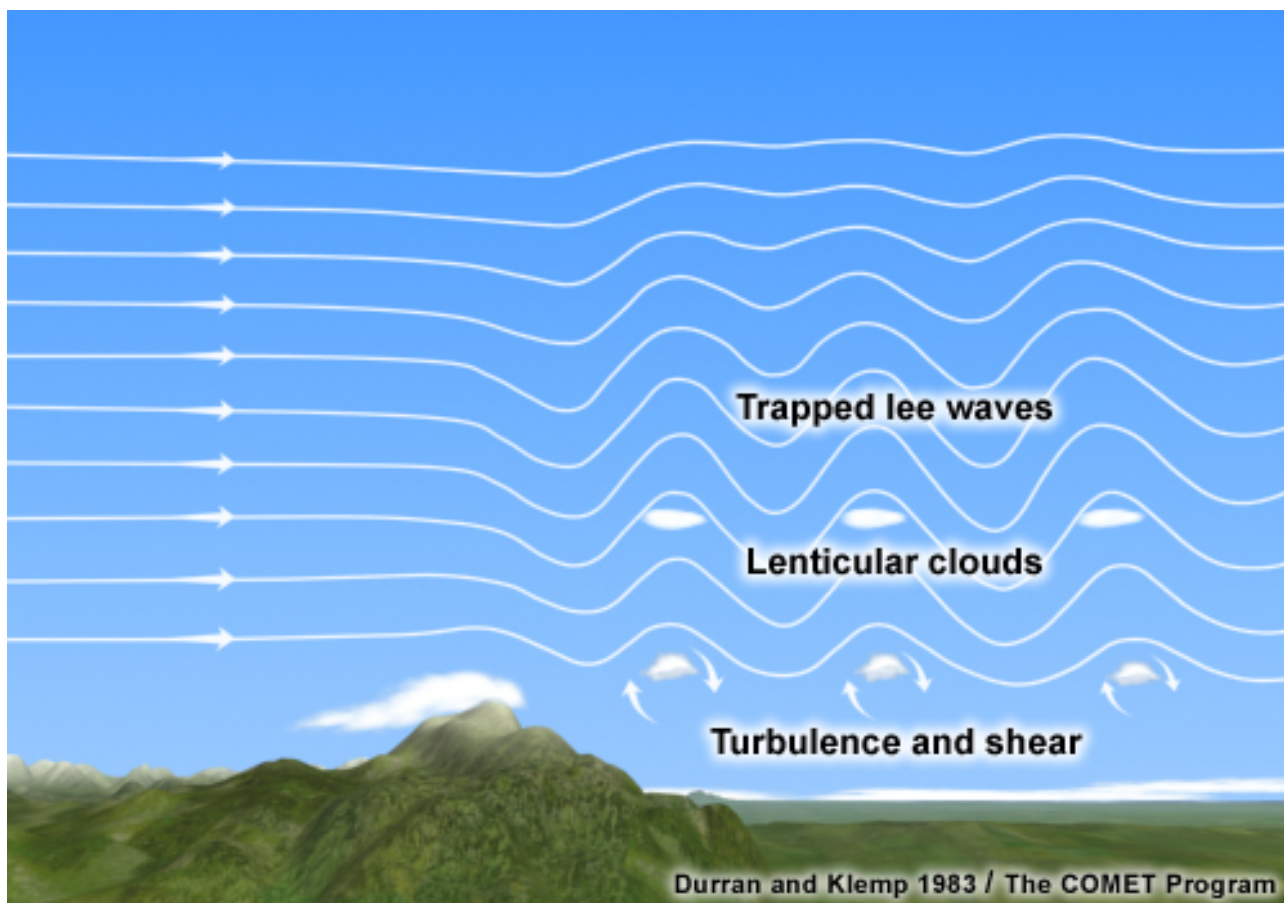 Trapped lee waves
Lenticular clouds
Turbulence and shear
Durran and Klemp 1983 / The COMET Program